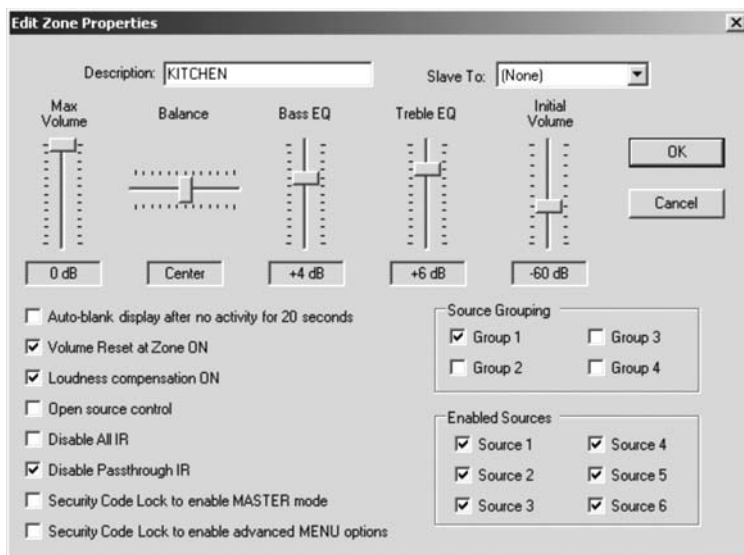 Edit Zone Properties
Description: KITCHEN
Slave To: (None)
Max Volume
Balance
Bass EQ
Treble EQ
Initial Volume
OK
Cancel
0 dB
Center
+4 dB
+6 dB
-60 dB
Auto-blank display after no activity for 20 seconds
Volume Reset at Zone ON
Loudness compensation ON
Open source control
Disable All IR
Disable Passthrough IR
Security Code Lock to enable MASTER mode
Security Code Lock to enable advanced MENU options
Source Grouping
Group 1
Group 3
Group 2
Group 4
Enabled Sources
Source 1
Source 4
Source 2
Source 5
Source 3
Source 6